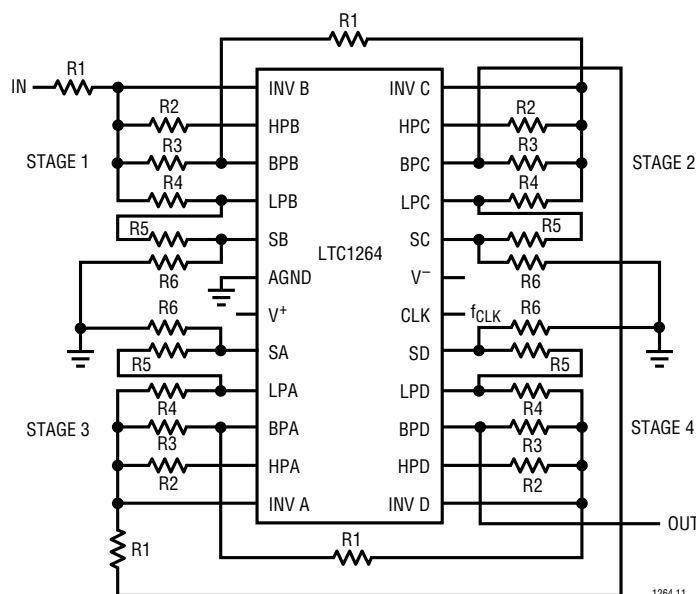 R1
R1
IN
INV B
INV C
R2
R2
HPB
HPC
R3
R3
STAGE 1
BPB
BPC
STAGE 2
R4
R4
LPB
LPC
R5
R5
SB
SC
LTC1264
R6
R6
AGND
V–
R6
R6
V+
CLK
fCLK
SA
SD
R5
R5
LPA
LPD
R4
R4
STAGE 3
BPA
BPD
STAGE 4
R3
R3
HPA
HPD
R2
R2
INV A
INV D
OUT
R1
R1
1264 11